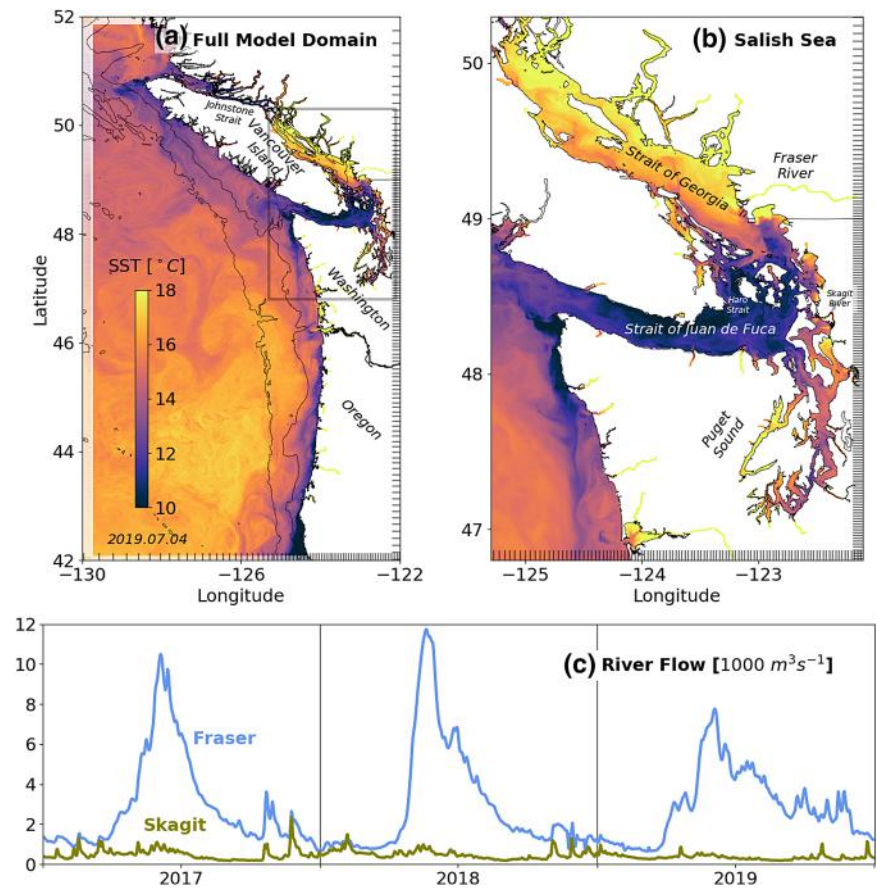 (a) Full Model Domain
52
50
48
46
44
42
Latitude
−130
−128
−126
−124
−122
Longitude
Johnstone
Strait
Vancouver
Island
Washington
Oregon
SST [°C]
18
16
14
12
10
2019.07.04
(b) Salish Sea
50
49
48
47
−125
−124
−123
Longitude
Strait of Georgia
Fraser
River
Haro
Strait
Skagit
River
Strait of Juan de Fuca
Puget
Sound
(c) River Flow [1000 m³s⁻¹]
12
10
8
6
4
2
0
Fraser
Skagit
2017
2018
2019